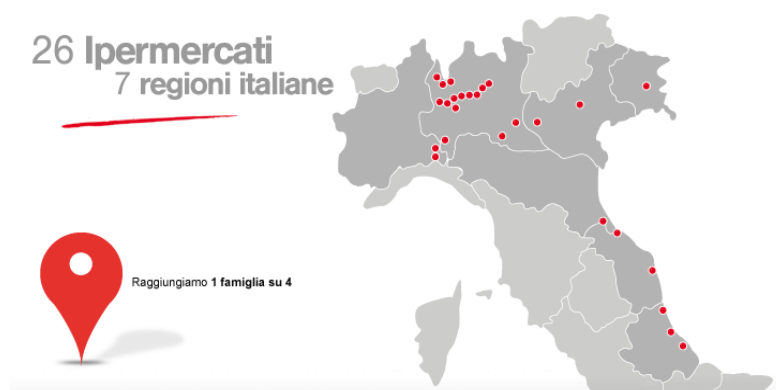 26 Ipermercati
7 regioni italiane
Raggiungiamo 1 famiglia su 4